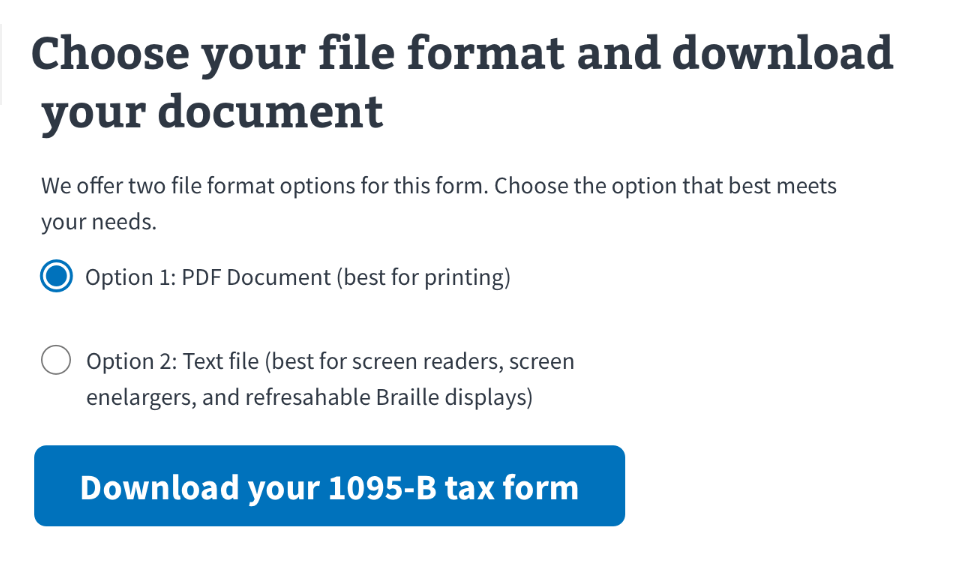 Choose your file format and download
your document
We offer two file format options for this form. Choose the option that best meets
your needs.
Option 1: PDF Document (best for printing)
Option 2: Text file (best for screen readers, screen
enelargers, and refresahable Braille displays)
Download your 1095-B tax form